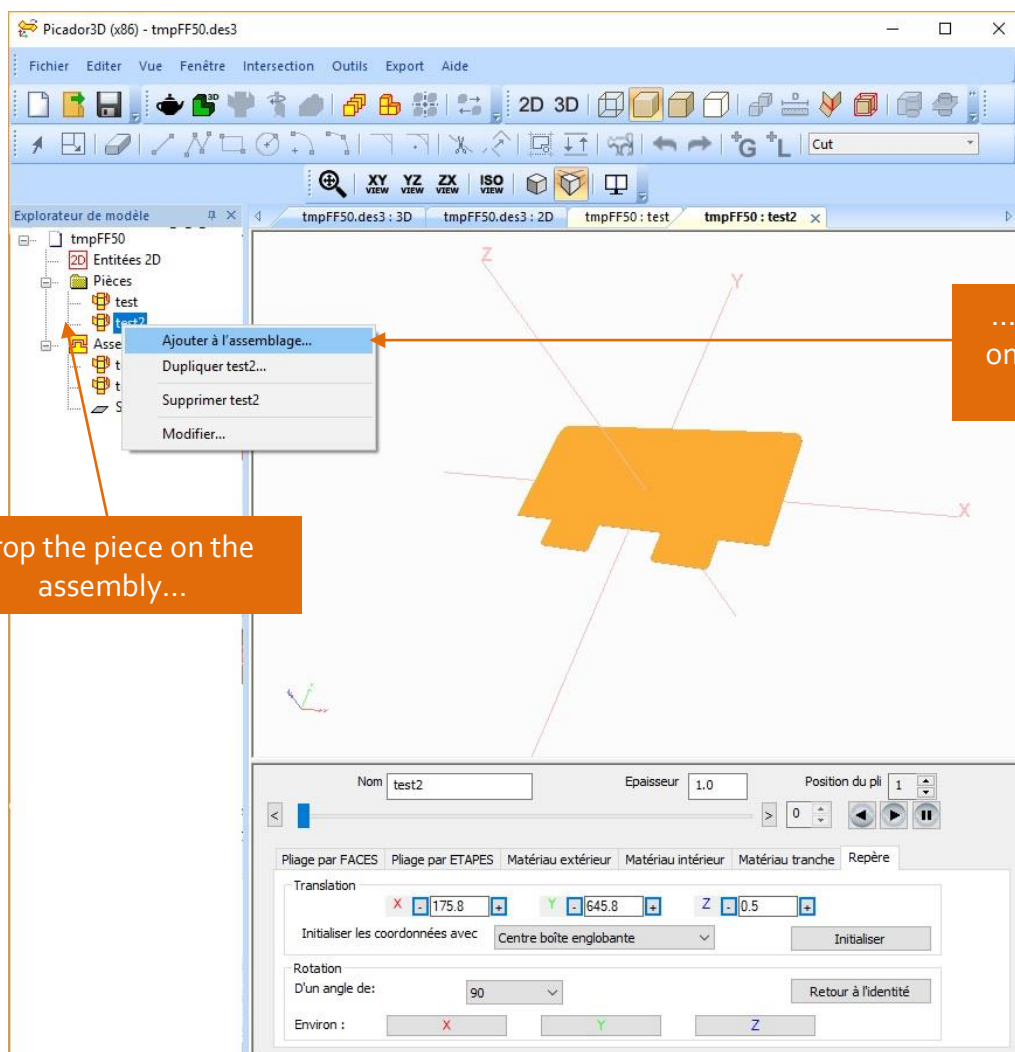 Picador3D (x86) - tmpFF50.des3
Fichier Editer Vue Fenêtre Intersection Outils Export Aide
2D 3D
+G +L Cut
XY VIEW YZ VIEW ZX VIEW ISO VIEW
Explorateur de modèle
tmpFF50.des3 : 3D tmpFF50.des3 : 2D tmpFF50 : test tmpFF50 : test2
tmpFF50
2D Entitées 2D
Pièces
test
test2
Asse
t
t
S
Ajouter à l'assemblage...
Dupliquer test2...
Supprimer test2
Modifier...
Z
Y
X
...
on
rop the piece on the
assembly...
Nom test2 Epaisseur 1.0 Position du pli 1
< > 0
Pliage par FACES Pliage par ETAPES Matériau extérieur Matériau intérieur Matériau tranche Repère
Translation
X - 175.8 + Y - 645.8 + Z - 0.5 +
Initialiser les coordonnées avec Centre boîte englobante Initialiser
Rotation
D'un angle de: 90 Retour à l'identité
Environ : X Y Z